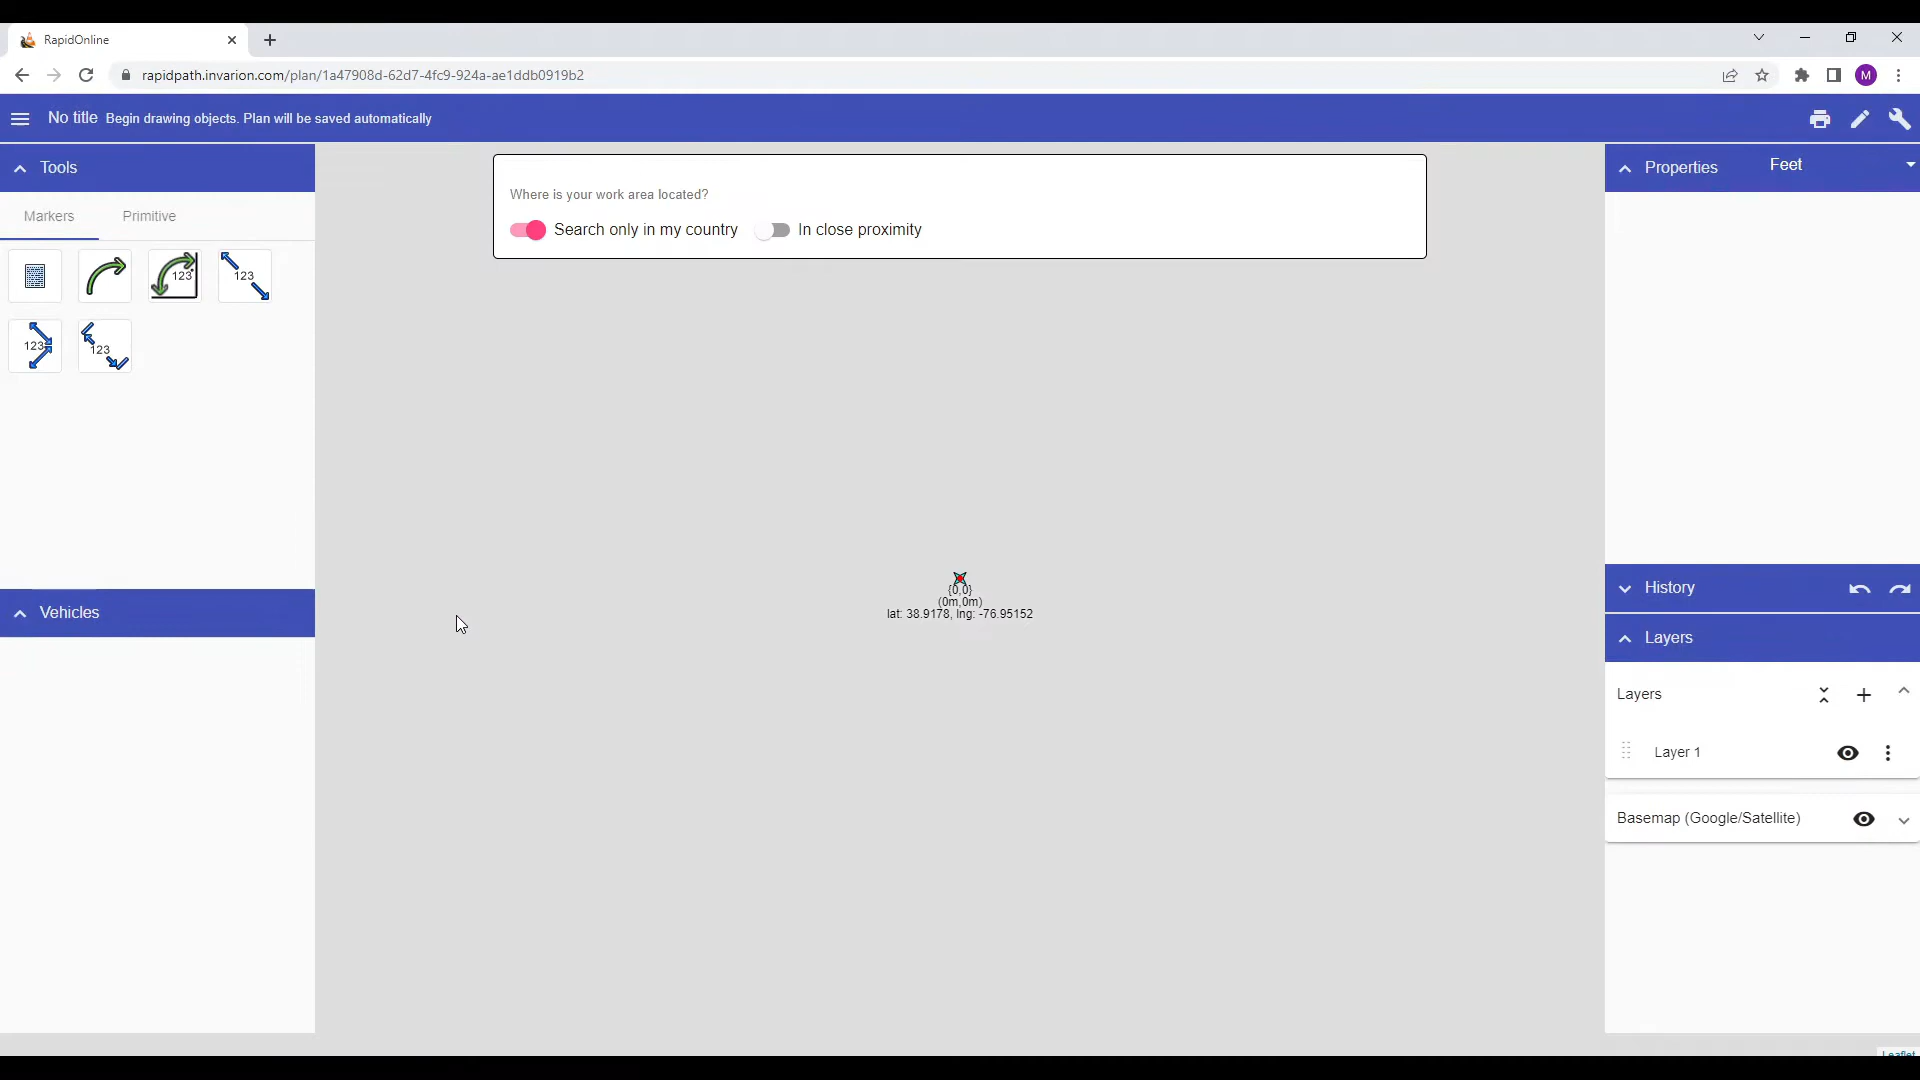 RapidOnline
rapidpath.invarion.com/plan/1a47908d-62d7-4fc9-924a-ae1ddb0919b2
M
No title Begin drawing objects. Plan will be saved automatically
Tools
Markers Primitive
123
123
123
123
Vehicles
Where is your work area located?
Search only in my country In close proximity
{0,0}
(0m,0m)
lat: 38.9178, lng: -76.95152
Properties Feet
History
Layers
Layers
Layer 1
Basemap (Google/Satellite)
Leaflet